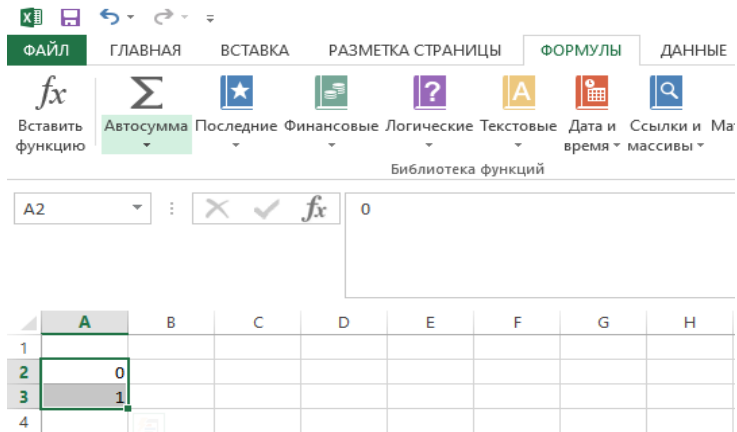 ФАЙЛ ГЛАВНАЯ ВСТАВКА РАЗМЕТКА СТРАНИЦЫ ФОРМУЛЫ ДАННЫЕ
fx Σ ? A
Вставить Автосумма Последние Финансовые Логические Текстовые Дата и Ссылки и Мат
функцию время массивы
Библиотека функций
A2 fx 0
A B C D E F G H
1
2 0
3 1
4